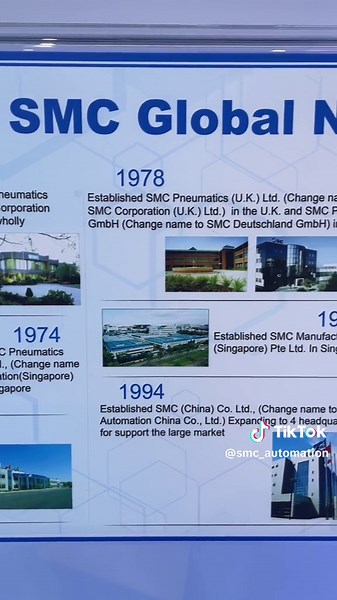 SMC Global N
neumatics
orporation
wholly
1978
Established SMC Pneumatics (U.K.) Ltd. (Change na
SMC Corporation (U.K.) Ltd.) in the U.K. and SMC P
GmbH (Change name to SMC Deutschland GmbH) i
1974
C Pneumatics
l., (Change name
ation(Singapore)
gapore
19
Established SMC Manufact
(Singapore) Pte Ltd. In Sing
1994
Established SMC (China) Co. Ltd., (Change name to
Automation China Co., Ltd.) Expanding to 4 headqua
for support the large market
TikTok
@smc_automation